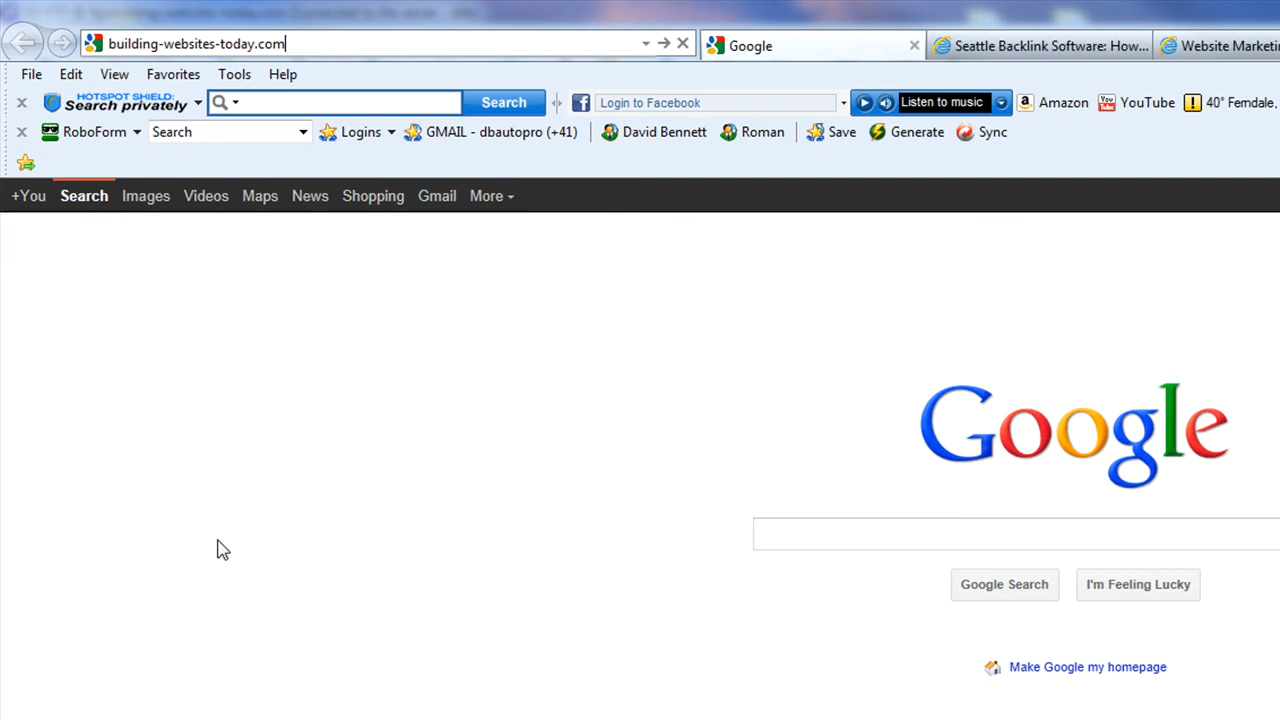 building-websites-today.com
Google
Seattle Backlink Software: How...
Website Marketi
File Edit View Favorites Tools Help
HOTSPOT SHIELD:
Search privately
Search
Login to Facebook
Listen to music
Amazon
You Tube
YouTube
40° Ferndale,
RoboForm
Search
Logins
GMAIL - dbautopro (+41)
David Bennett
Roman
Save
Generate
Sync
+You Search Images Videos Maps News Shopping Gmail More
Google
Google Search
I'm Feeling Lucky
Make Google my homepage